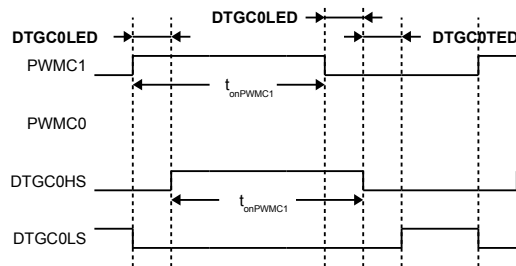 DTGC0LED
DTGC0LED
DTGC0TED
PWMC1
tonPWMC1
PWMC0
DTGC0HS
tonPWMC1
DTGC0LS